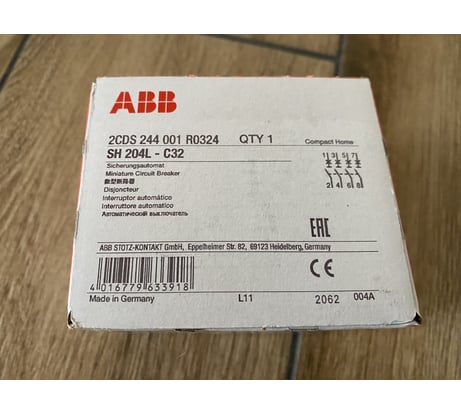 ABB
2CDS 244 001 R0324 QTY 1 Compact Home
SH 204L - C32
Sicherungsautomat
Miniature Circuit Breaker
Disjoncteur
Interruptor automático
Interruttore automatico
Автоматический выключатель
1 3 5 7
2 4 6 8
EAC
ABB STOTZ-KONTAKT GmbH, Eppelheimer Str. 82, 69123 Heidelberg, Germany
CE
4 016779 633918
Made in Germany L11 2062 004A